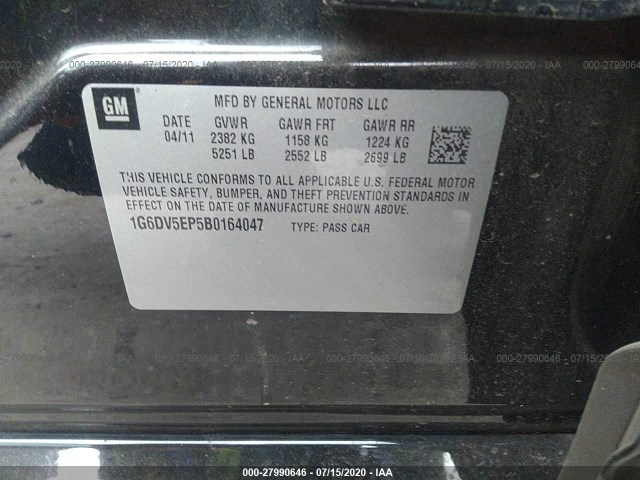 GM
MFD BY GENERAL MOTORS LLC
DATE GVWR GAWR FRT GAWR RR
04/11 2382 KG 1158 KG 1224 KG
5251 LB 2552 LB 2699 LB
THIS VEHICLE CONFORMS TO ALL APPLICABLE U.S. FEDERAL MOTOR
VEHICLE SAFETY, BUMPER, AND THEFT PREVENTION STANDARDS
IN EFFECT ON THE DATE OF MANUFACTURE SHOWN ABOVE.
1G6DV5EP5B0164047 TYPE: PASS CAR
000-27990646 - 07/15/2020 - IAA